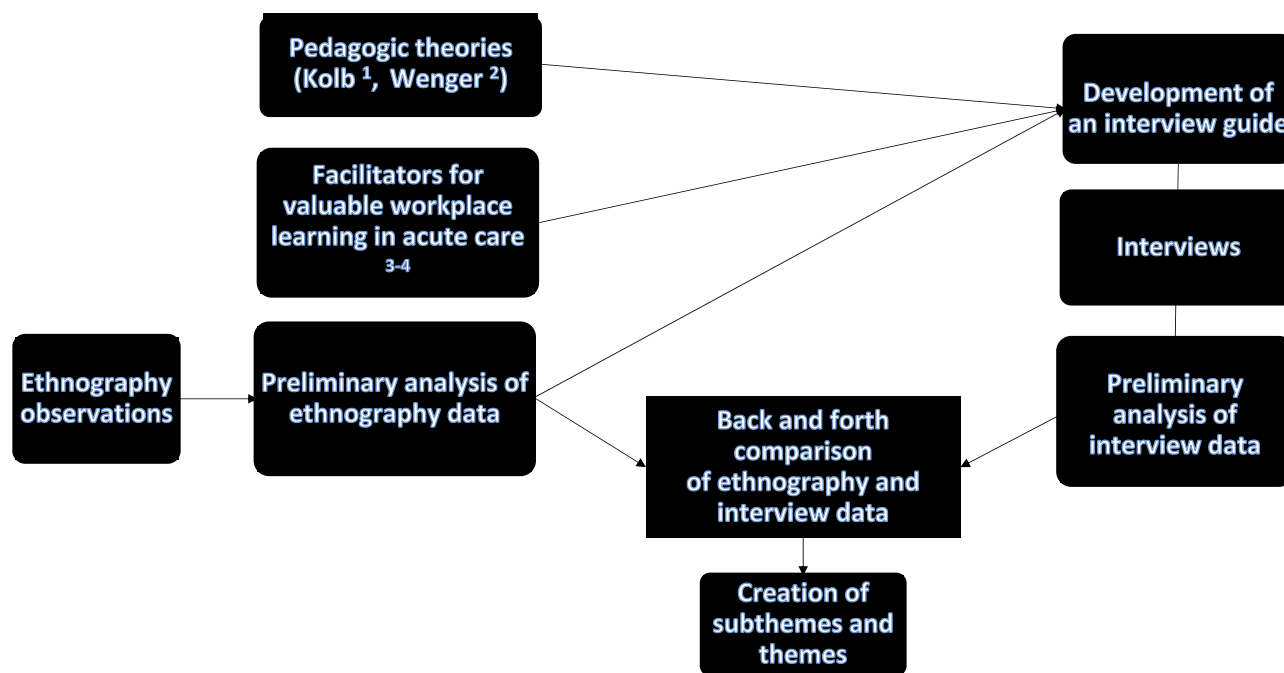 Pedagogic theories
(Kolb ¹, Wenger ²)
Development of
an interview guide
Facilitators for
valuable workplace
learning in acute care
3-4
Interviews
Ethnography
observations
Preliminary analysis of
ethnography data
Preliminary
analysis of
interview data
Back and forth
comparison
of ethnography and
interview data
Creation of
subthemes and
themes